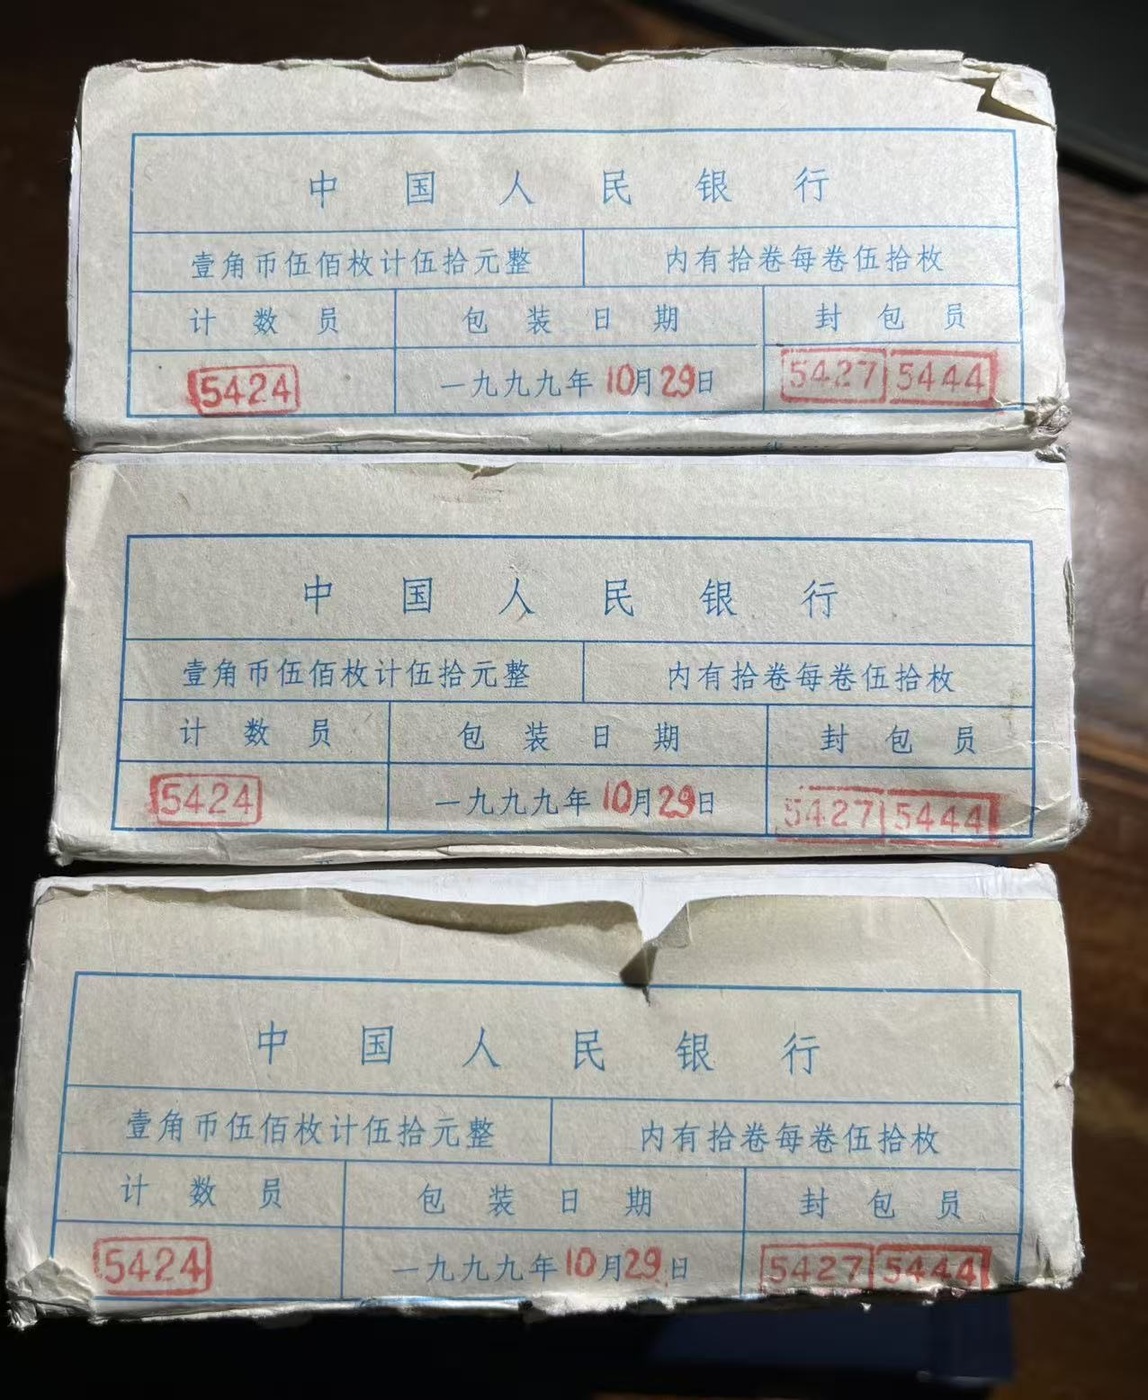 中国人民银行
壹角币伍佰枚计伍拾元整 内有拾卷每卷伍拾枚
计数员 包装日期 封包员
5424 一九九九年10月29日 5427 5444
中国人民银行
壹角币伍佰枚计伍拾元整 内有拾卷每卷伍拾枚
计数员 包装日期 封包员
5424 一九九九年10月29日 5427 5444
中国人民银行
壹角币伍佰枚计伍拾元整 内有拾卷每卷伍拾枚
计数员 包装日期 封包员
5424 一九九九年10月29日 5427 5444